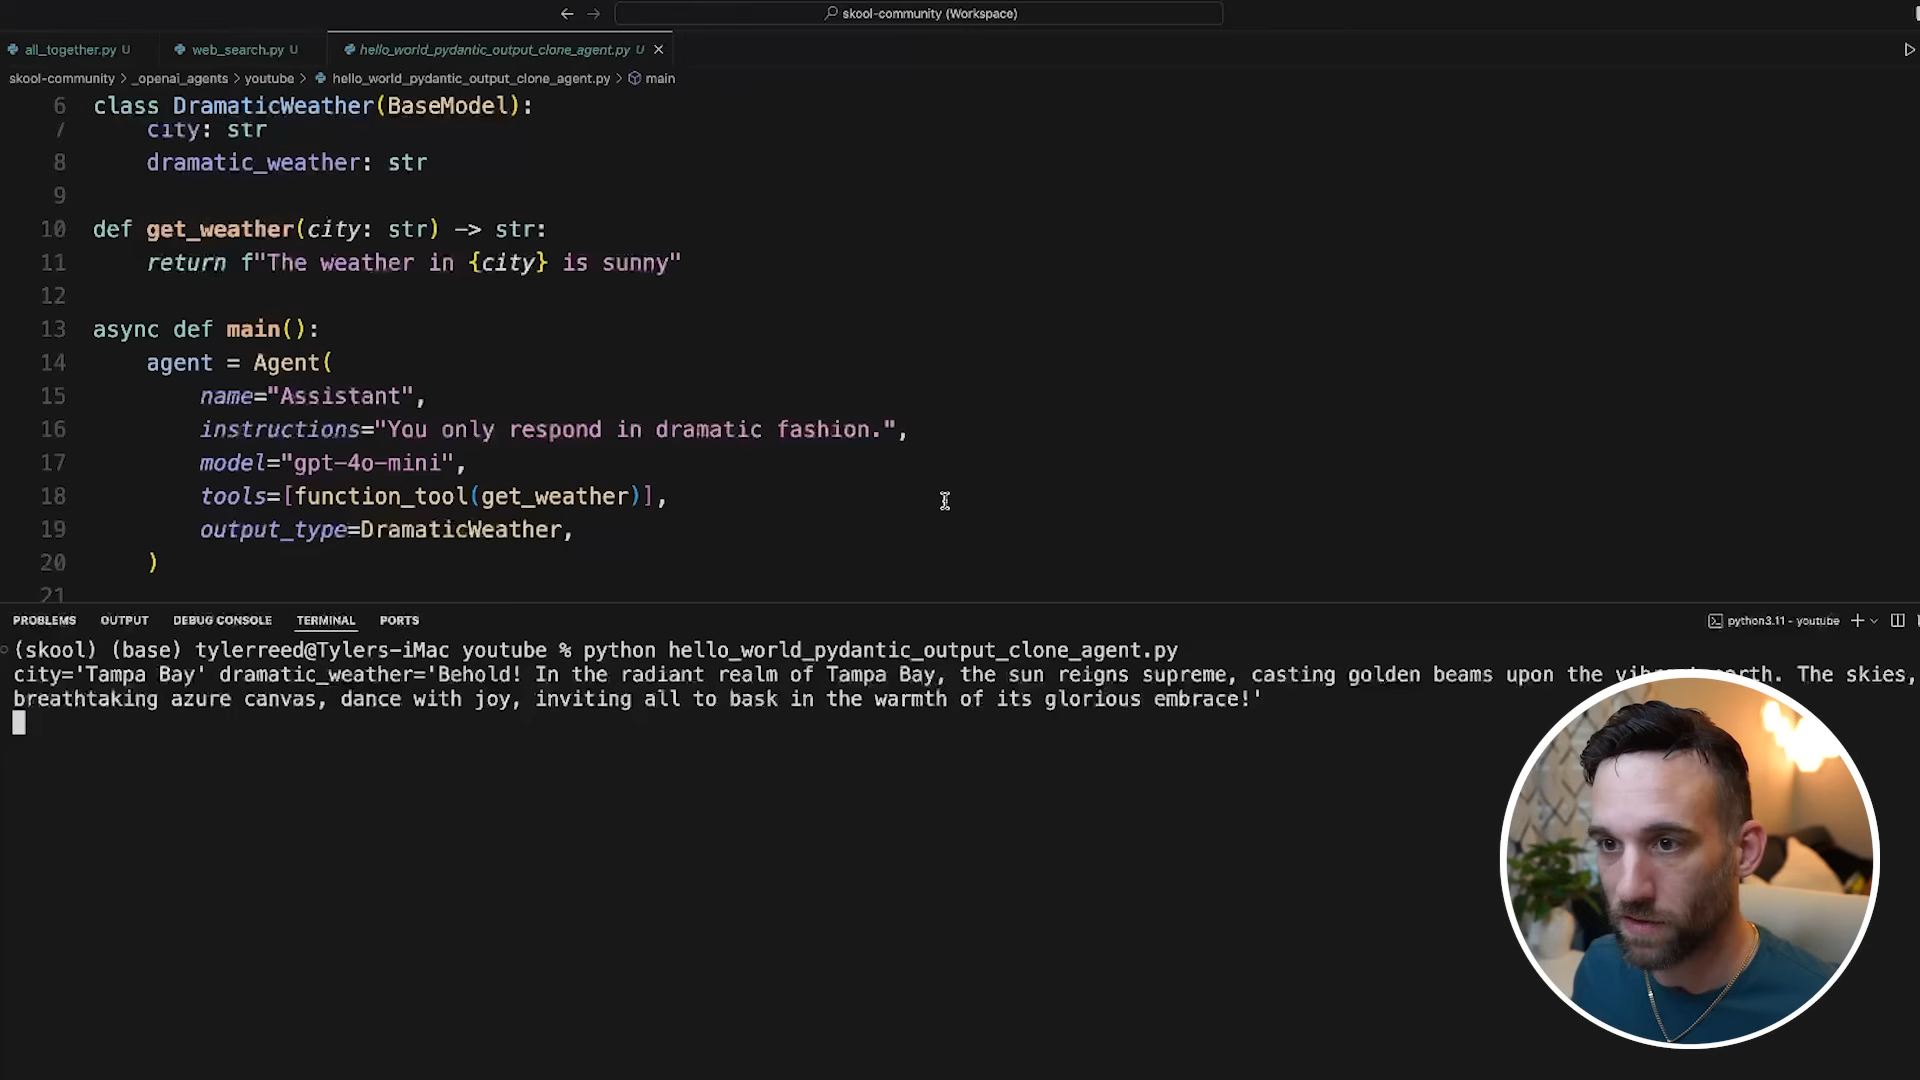 skool-community (Workspace)
all_together.py U
web_search.py U
hello_world_pydantic_output_clone_agent.py U
skool-community > _openai_agents > youtube > hello_world_pydantic_output_clone_agent.py > main
6 class DramaticWeather(BaseModel):
7 city: str
8 dramatic_weather: str
9
10 def get_weather(city: str) -> str:
11 return f"The weather in {city} is sunny"
12
13 async def main():
14 agent = Agent(
15 name="Assistant",
16 instructions="You only respond in dramatic fashion.",
17 model="gpt-4o-mini",
18 tools=[function_tool(get_weather)],
19 output_type=DramaticWeather,
20 )
21
PROBLEMS OUTPUT DEBUG CONSOLE TERMINAL PORTS
python3.11 - youtube
(skool) (base) tylerreed@Tylers-iMac youtube % python hello_world_pydantic_output_clone_agent.py
city='Tampa Bay' dramatic_weather='Behold! In the radiant realm of Tampa Bay, the sun reigns supreme, casting golden beams upon the The skies,
breathtaking azure canvas, dance with joy, inviting all to bask in the warmth of its glorious embrace!'